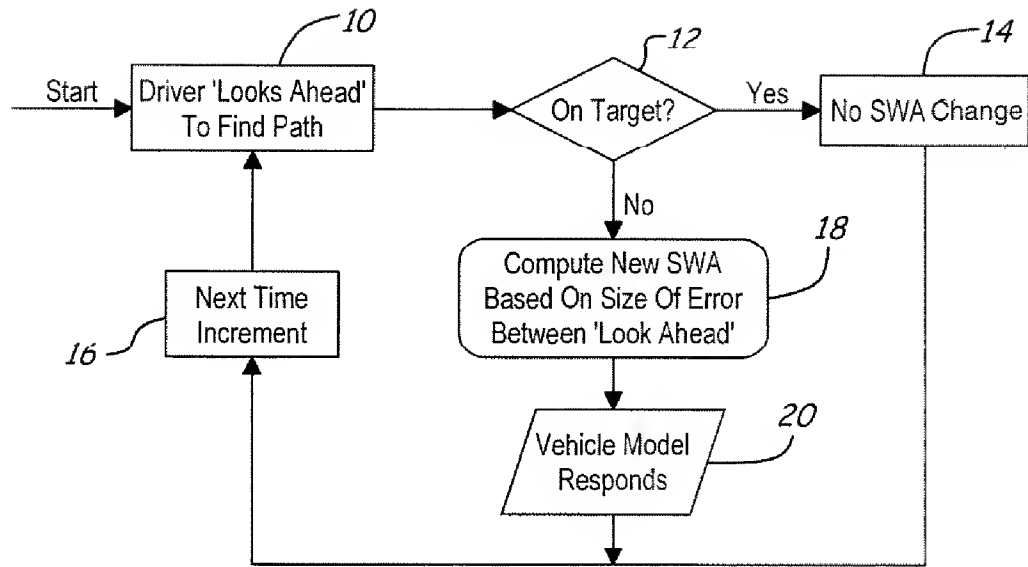 10
Start
Driver 'Looks Ahead'
To Find Path
12
On Target?
Yes
14
No SWA Change
No
18
Compute New SWA
Based On Size Of Error
Between 'Look Ahead'
16
Next Time
Increment
20
Vehicle Model
Responds